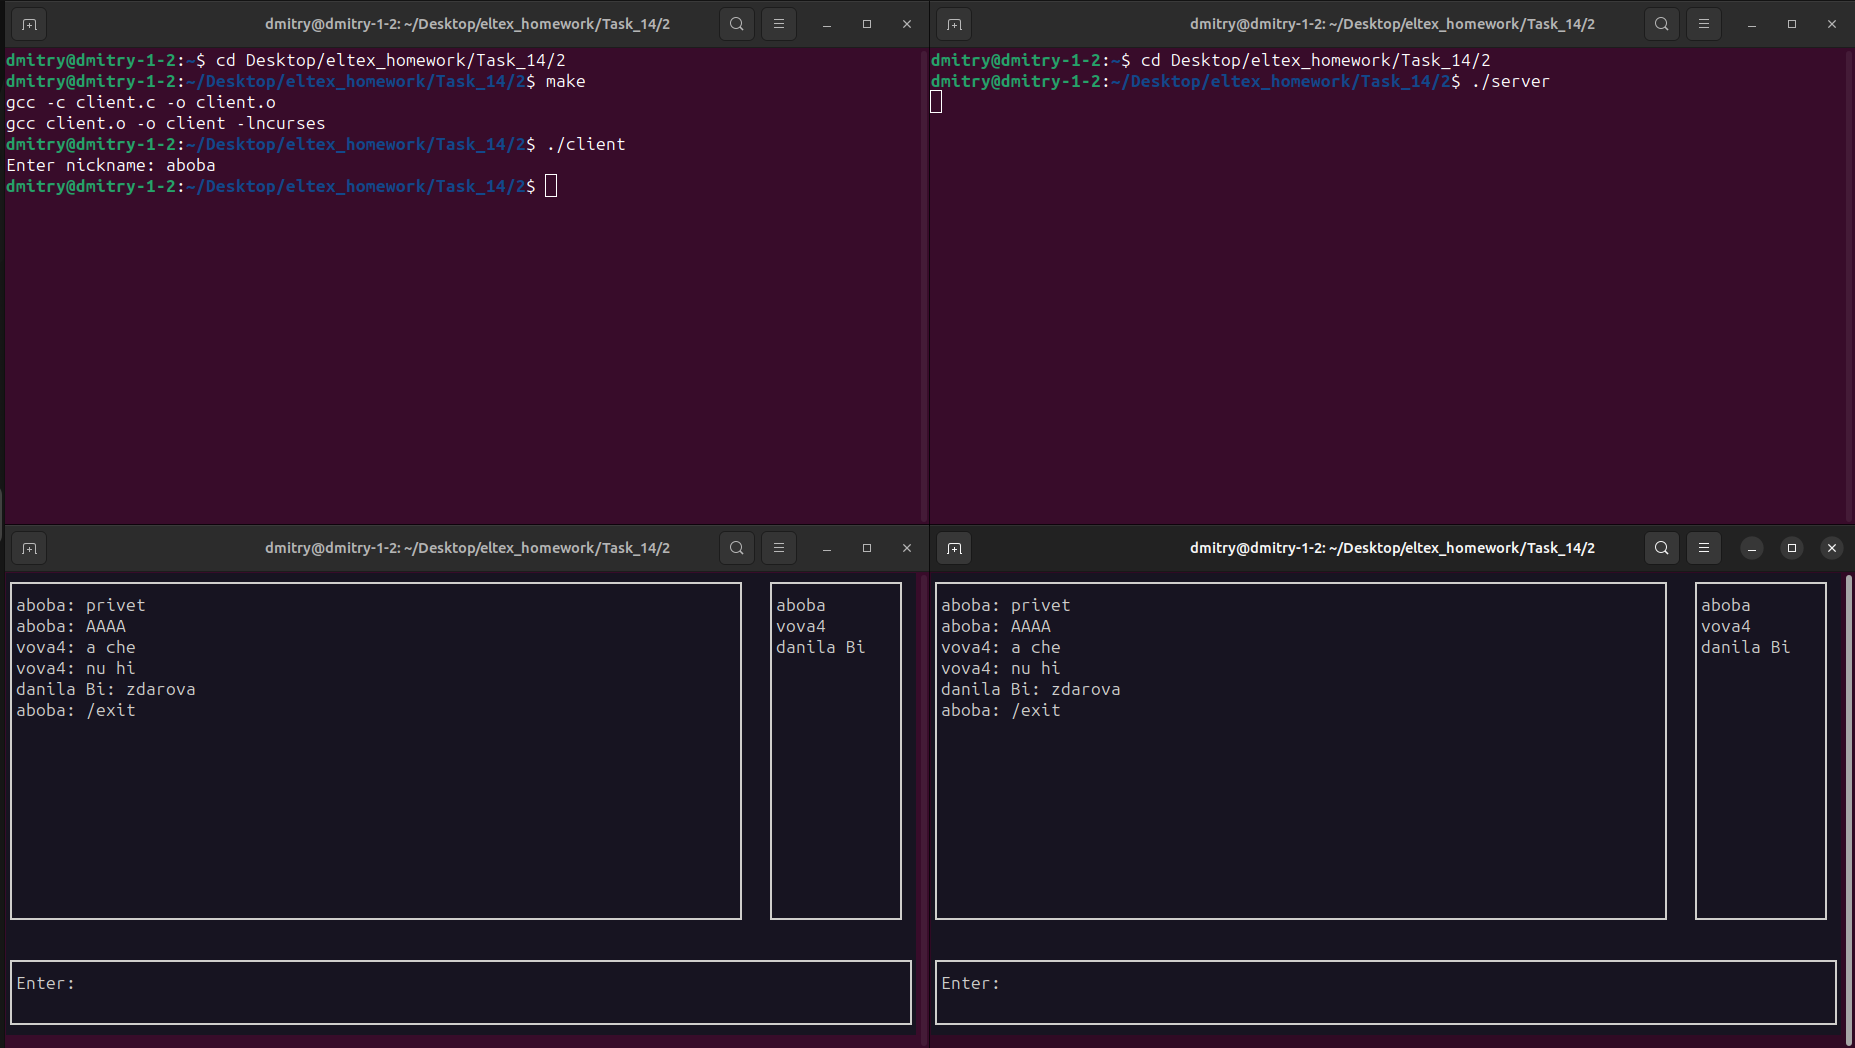 dmitry@dmitry-1-2: ~/Desktop/eltex_homework/Task_14/2
dmitry@dmitry-1-2:~$ cd Desktop/eltex_homework/Task_14/2
dmitry@dmitry-1-2:~/Desktop/eltex_homework/Task_14/2$ make
gcc -c client.c -o client.o
gcc client.o -o client -lncurses
dmitry@dmitry-1-2:~/Desktop/eltex_homework/Task_14/2$ ./client
Enter nickname: aboba
dmitry@dmitry-1-2:~/Desktop/eltex_homework/Task_14/2$
dmitry@dmitry-1-2: ~/Desktop/eltex_homework/Task_14/2
dmitry@dmitry-1-2:~$ cd Desktop/eltex_homework/Task_14/2
dmitry@dmitry-1-2:~/Desktop/eltex_homework/Task_14/2$ ./server
dmitry@dmitry-1-2: ~/Desktop/eltex_homework/Task_14/2
aboba: privet
aboba: AAAA
vova4: a che
vova4: nu hi
danila Bi: zdarova
aboba: /exit
aboba
vova4
danila Bi
Enter:
dmitry@dmitry-1-2: ~/Desktop/eltex_homework/Task_14/2
aboba: privet
aboba: AAAA
vova4: a che
vova4: nu hi
danila Bi: zdarova
aboba: /exit
aboba
vova4
danila Bi
Enter: